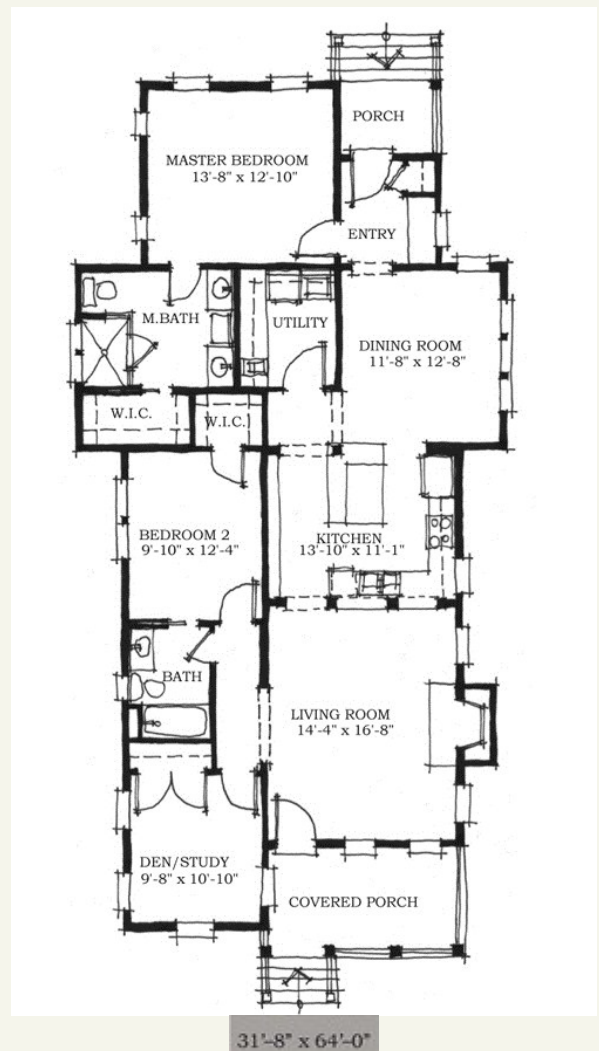 PORCH
MASTER BEDROOM
13'-8" x 12'-10"
ENTRY
M.BATH
UTILITY
DINING ROOM
11'-8" x 12'-8"
W.I.C.
W.I.C.
BEDROOM 2
9'-10" x 12'-4"
KITCHEN
13'-10" x 11'-1"
BATH
LIVING ROOM
14'-4" x 16'-8"
DEN/STUDY
9'-8" x 10'-10"
COVERED PORCH
31'-8" x 64'-0"